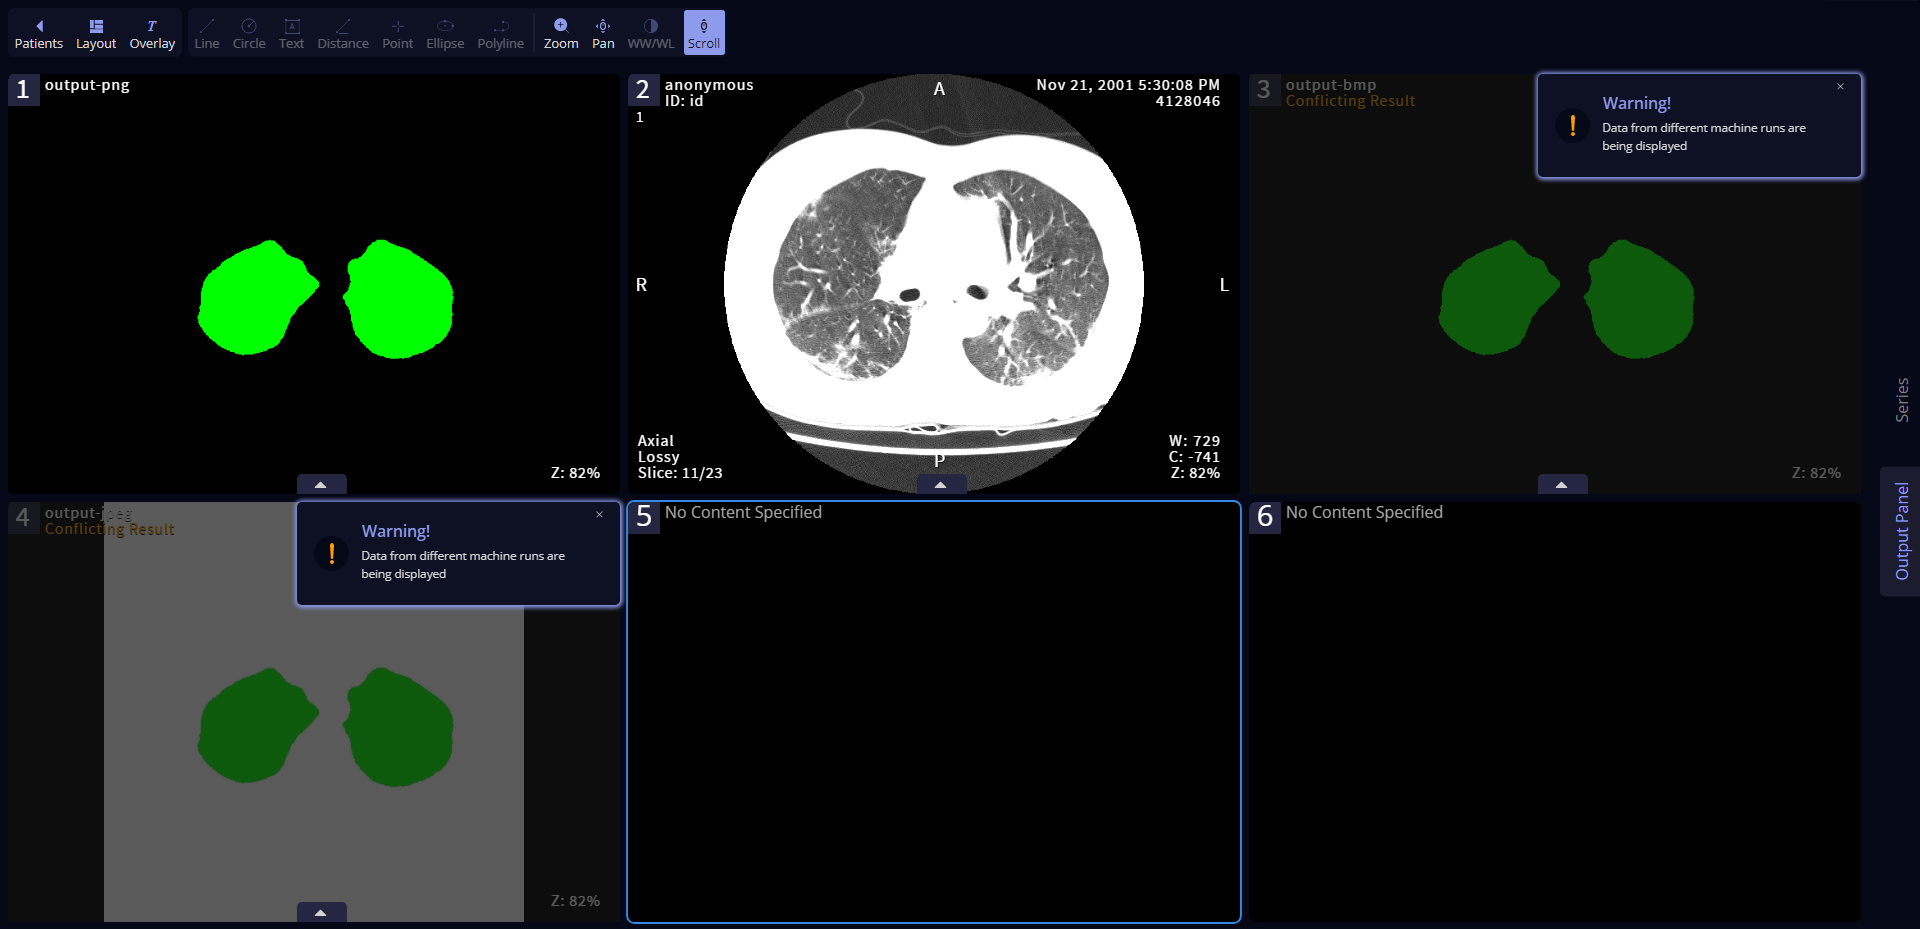 Patients
Layout
Overlay
Line
Circle
Text
Distance
Point
Ellipse
Polyline
Zoom
Pan
WW/WL
Scroll
1
output-png
Z: 82%
2
anonymous
ID: id
1
A
Nov 21, 2001 5:30:08 PM
4128046
R
L
Axial
Lossy
Slice: 11/23
P
W: 729
C: -741
Z: 82%
3
output-bmp
Conflicting Result
Warning!
Data from different machine runs are
being displayed
Z: 82%
4
output-jpeg
Conflicting Result
Warning!
Data from different machine runs are
being displayed
Z: 82%
5
No Content Specified
6
No Content Specified
Series
Output Panel